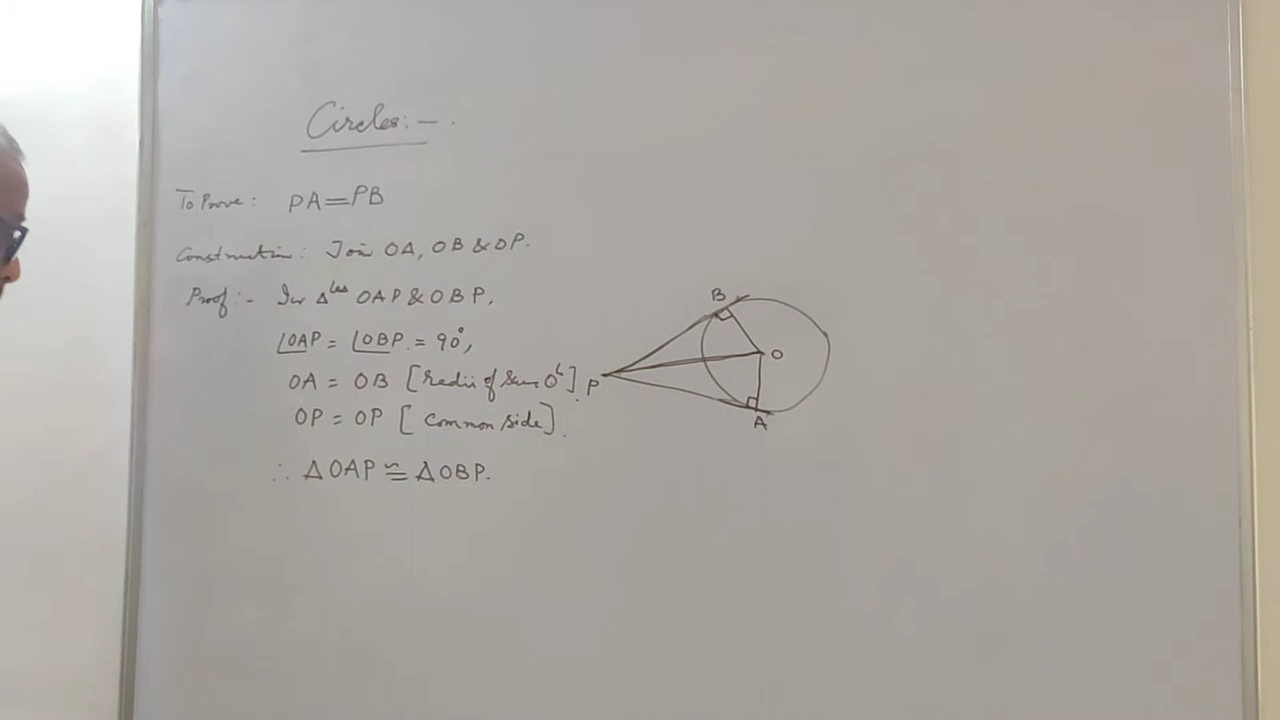 Circles:-.
To Prove: PA=PB
Construction: Join OA, OB & OP.
Proof:- In Δles OAP & OBP,
∠OAP = ∠OBP = 90°,
OA = OB [radii of same O].
OP = OP [common side].
∴ ΔOAP ≅ ΔOBP.
B
O
P
A